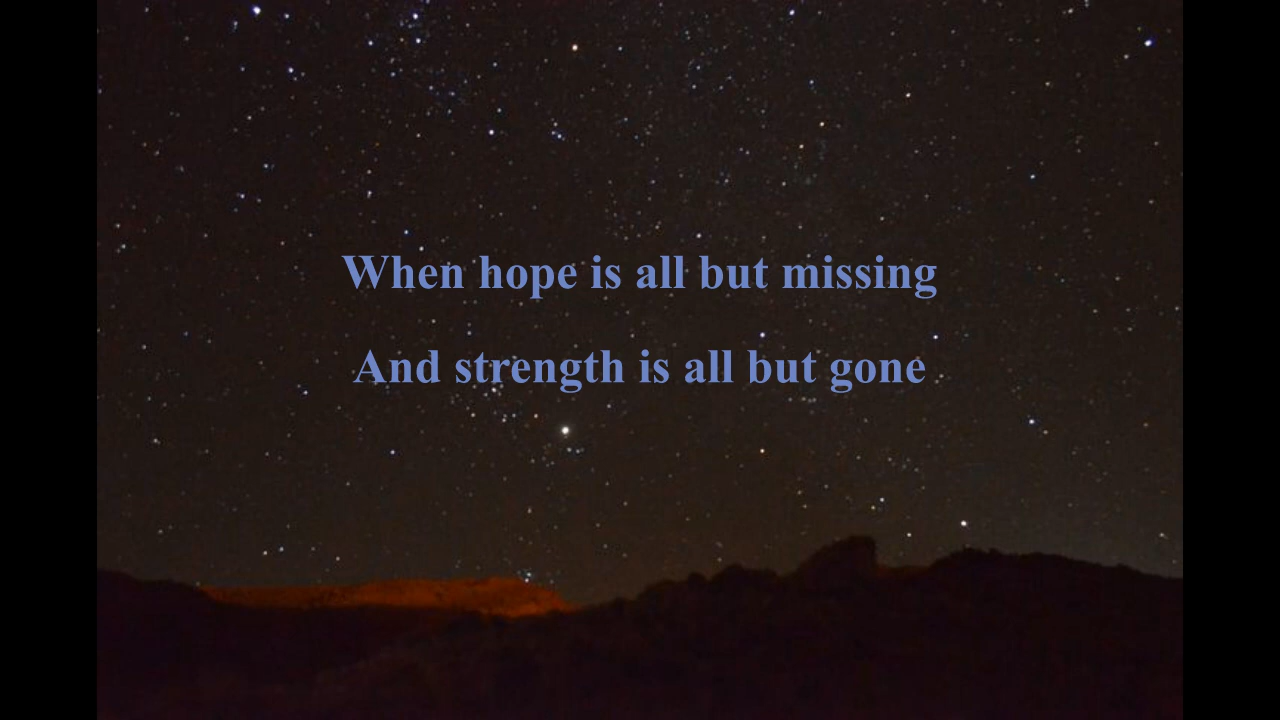 When hope is all but missing
And strength is all but gone